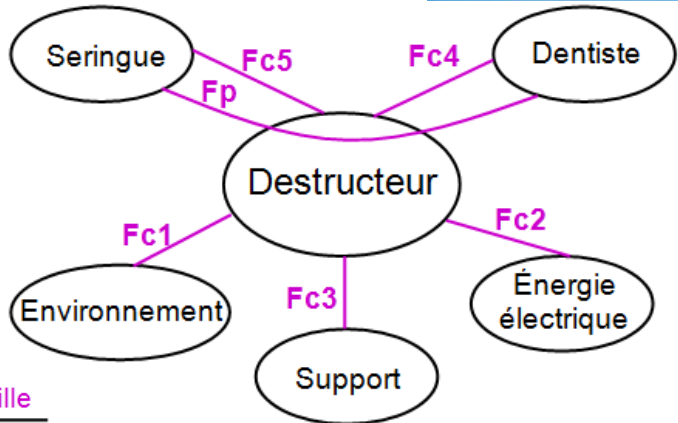 Seringue
Fc5
Fc4
Dentiste
Fp
Destructeur
Fc1
Fc2
Environnement
Fc3
Énergie
électrique
Support
ille